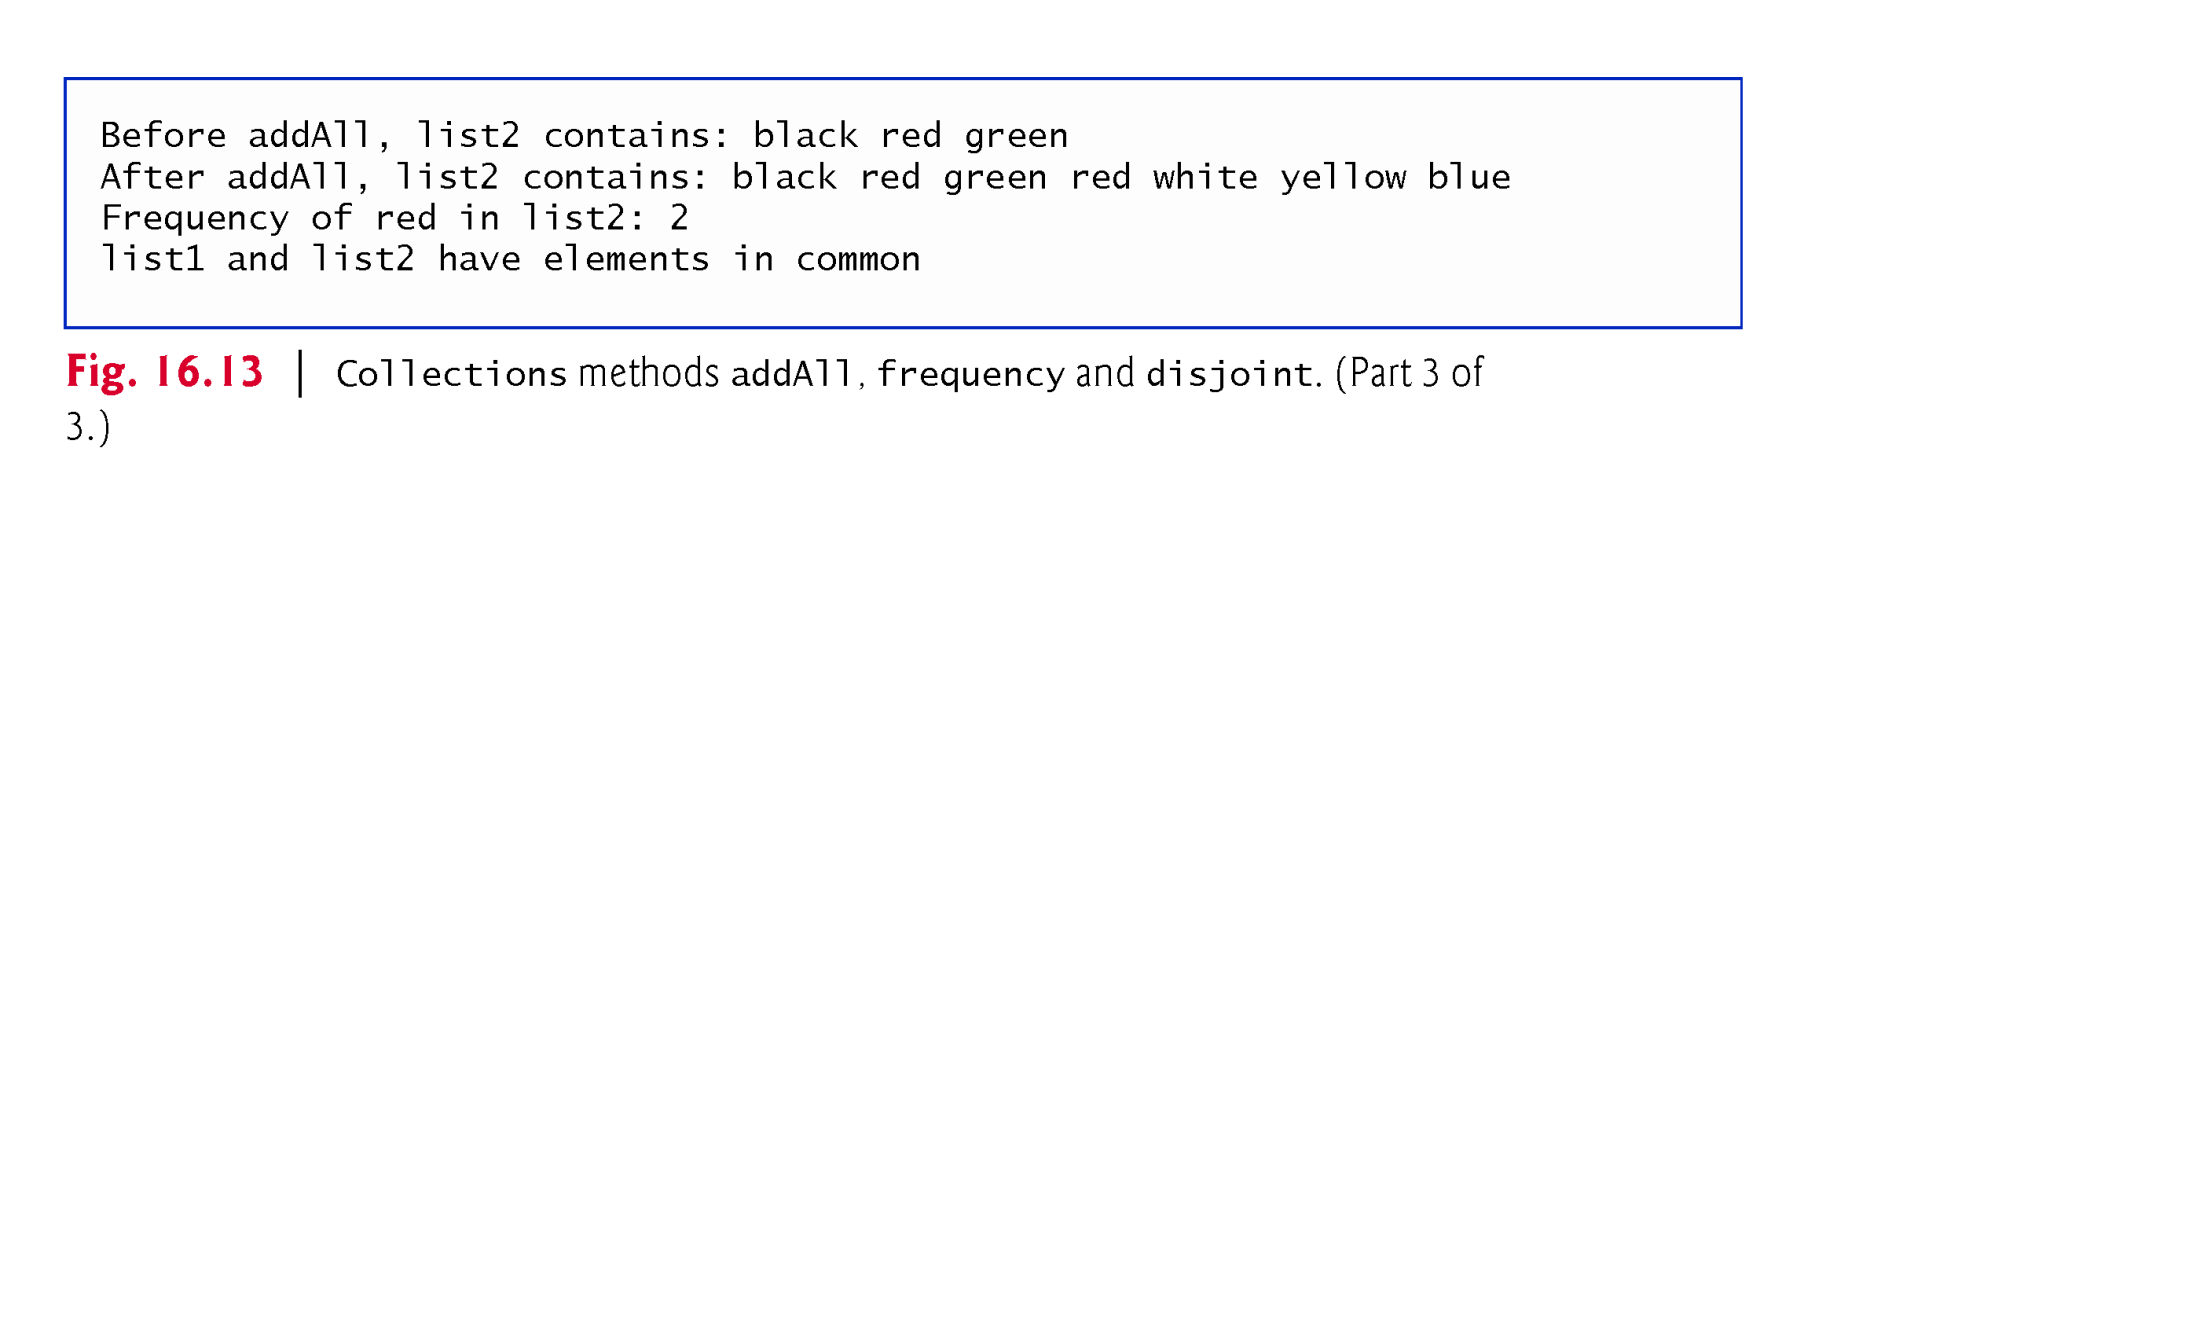 Before addAll, list2 contains: black red green
After addAll, list2 contains: black red green red white yellow blue
Frequency of red in list2: 2
list1 and list2 have elements in common
Fig. 16.13 | Collections methods addAll, frequency and disjoint. (Part 3 of
3.)